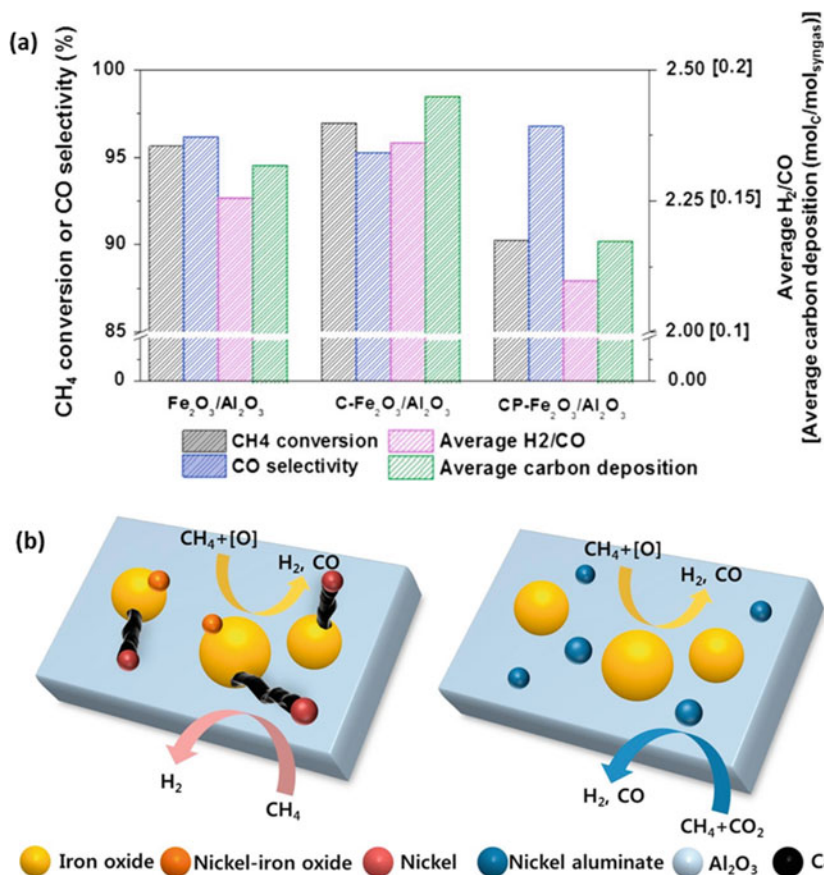 (a)
CH₄ conversion or CO selectivity (%)
100
95
90
85
0
2.50 [0.2]
2.25 [0.15]
2.00 [0.1]
0.00
Average H₂/CO
[Average carbon deposition (mol_C/mol_syngas)]
Fe₂O₃/Al₂O₃ C-Fe₂O₃/Al₂O₃ CP-Fe₂O₃/Al₂O₃
CH4 conversion Average H2/CO
CO selectivity Average carbon deposition
(b)
CH₄+[O]
H₂, CO
H₂
CH₄
CH₄+[O]
H₂, CO
H₂, CO
CH₄+CO₂
Iron oxide Nickel-iron oxide Nickel Nickel aluminate Al₂O₃ C